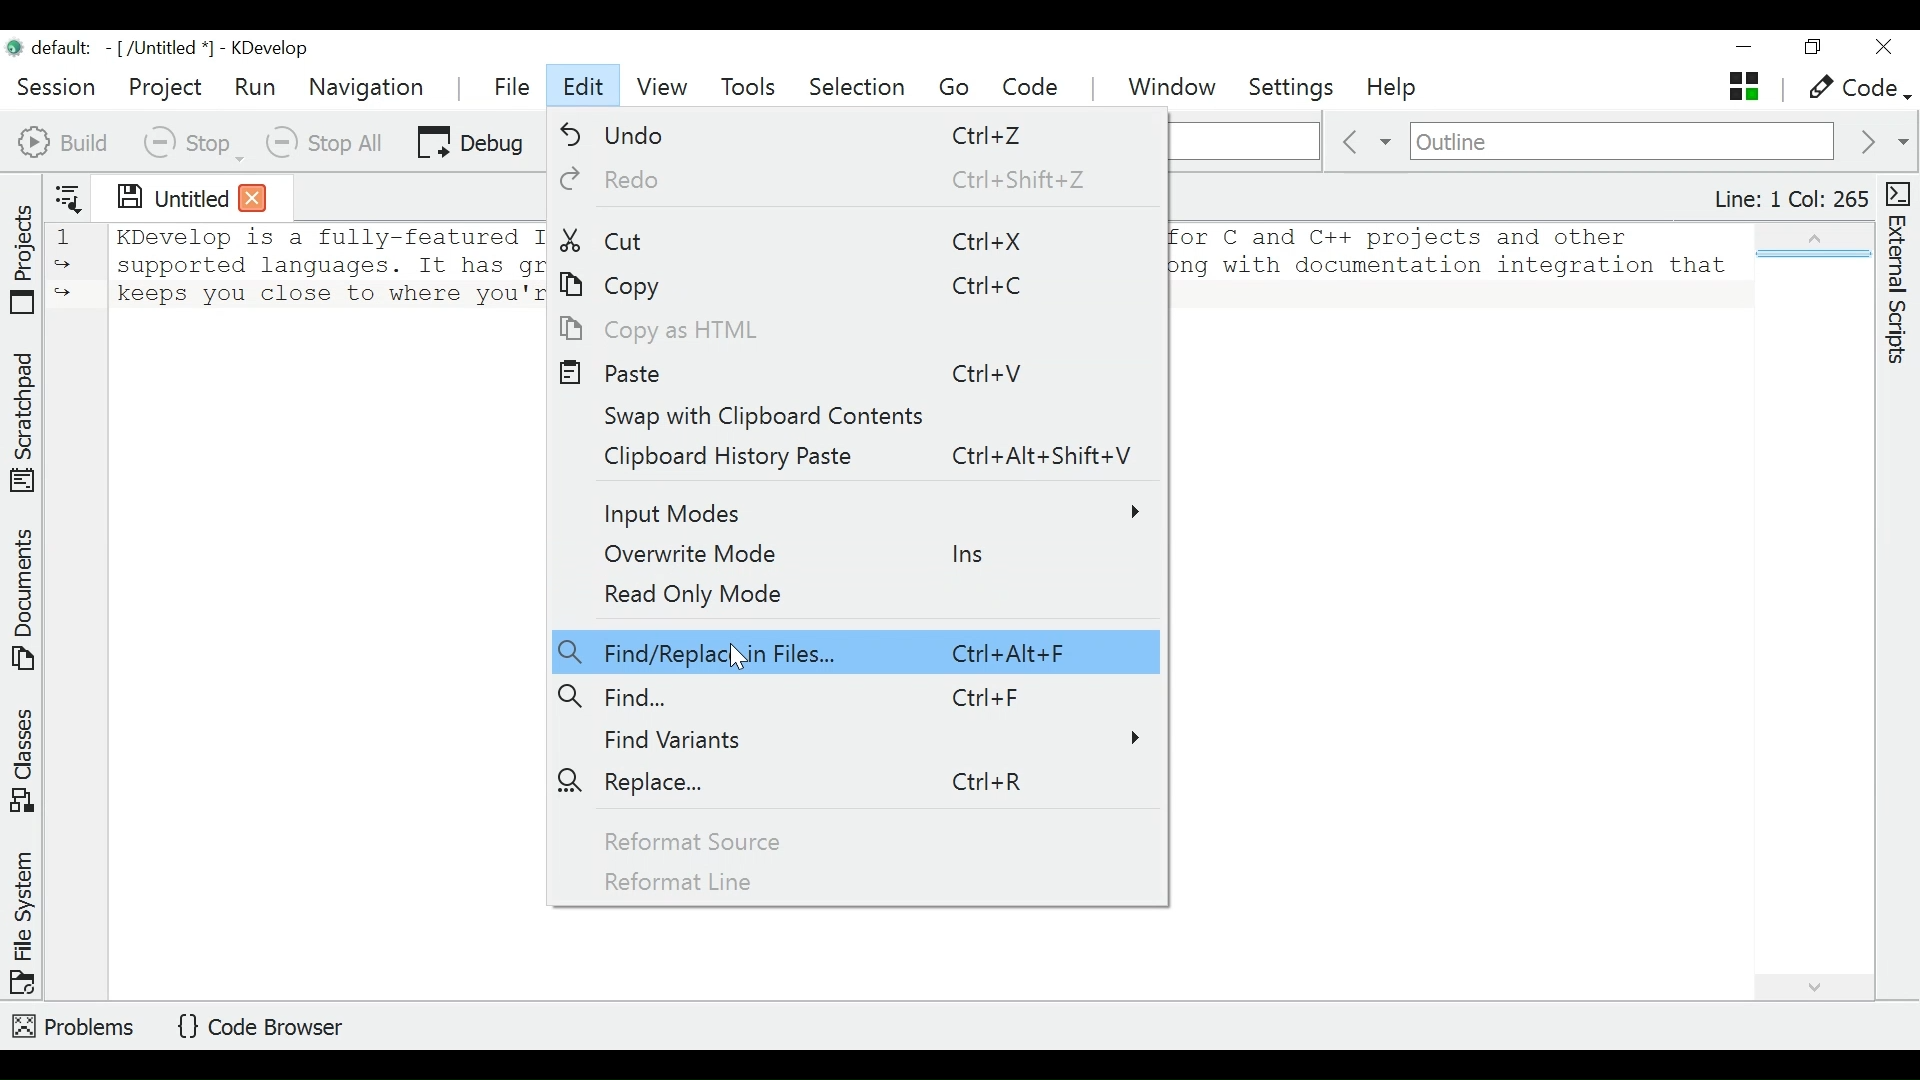 default: - [ /Untitled *] - KDevelop
Session Project Run Navigation | File Edit View Tools Selection Go Code | Window Settings Help Code
Build Stop Stop All Debug Outline
Untitled Line: 1 Col: 265
1 KDevelop is a fully-featured I for C and C++ projects and other
supported languages. It has gr ong with documentation integration that
keeps you close to where you'r
Undo Ctrl+Z
Redo Ctrl+Shift+Z
Cut Ctrl+X
Copy Ctrl+C
Copy as HTML
Paste Ctrl+V
Swap with Clipboard Contents
Clipboard History Paste Ctrl+Alt+Shift+V
Input Modes
Overwrite Mode Ins
Read Only Mode
Find/Replace in Files... Ctrl+Alt+F
Find... Ctrl+F
Find Variants
Replace... Ctrl+R
Reformat Source
Reformat Line
Projects
Scratchpad
Documents
Classes
File System
External Scripts
Problems {} Code Browser